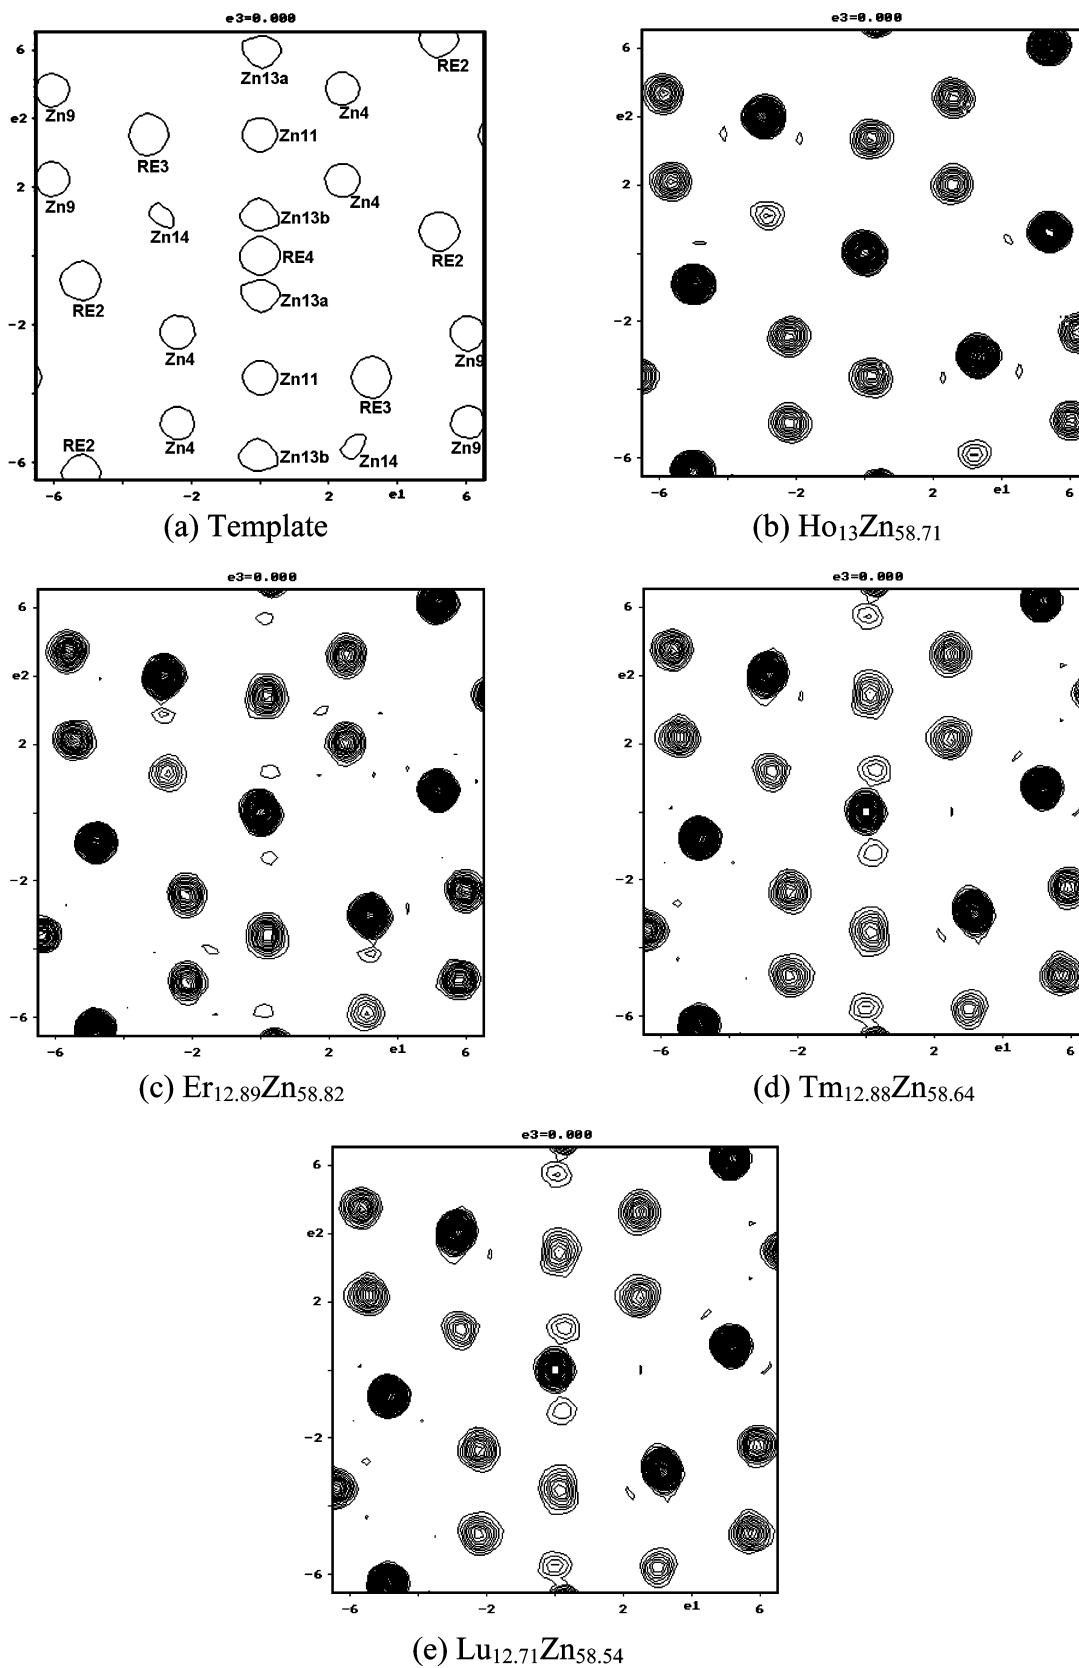 e3=0.000
6
e2
2
-2
-6
-6
-2
2
e1
6
RE2
Zn13a
Zn9
Zn4
Zn11
RE3
Zn9
Zn4
Zn14
Zn13b
RE4
RE2
RE2
Zn13a
Zn4
Zn9
Zn11
RE3
RE2
Zn4
Zn9
Zn13b
Zn14
(a) Template
e3=0.000
6
e2
2
-2
-6
-6
-2
2
e1
6
(b) Ho13Zn58.71
e3=0.000
6
e2
2
-2
-6
-6
-2
2
e1
6
(c) Er12.89Zn58.82
e3=0.000
6
e2
2
-2
-6
-6
-2
2
e1
6
(d) Tm12.88Zn58.64
e3=0.000
6
e2
2
-2
-6
-6
-2
2
e1
6
(e) Lu12.71Zn58.54